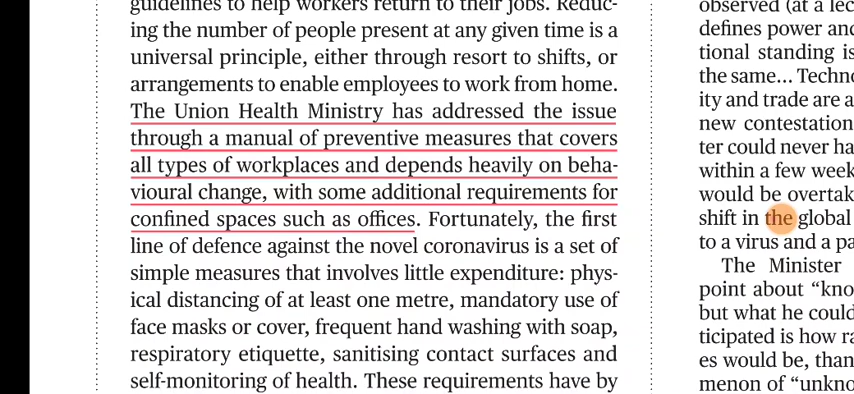 guidelines to help workers return to their jobs. Reduc-
ing the number of people present at any given time is a
universal principle, either through resort to shifts, or
arrangements to enable employees to work from home.
The Union Health Ministry has addressed the issue
through a manual of preventive measures that covers
all types of workplaces and depends heavily on beha-
vioural change, with some additional requirements for
confined spaces such as offices. Fortunately, the first
line of defence against the novel coronavirus is a set of
simple measures that involves little expenditure: phys-
ical distancing of at least one metre, mandatory use of
face masks or cover, frequent hand washing with soap,
respiratory etiquette, sanitising contact surfaces and
self-monitoring of health. These requirements have by
observed (at a lec
defines power and
tional standing is
the same... Techno
ity and trade are a
new contestation
ter could never ha
within a few week
would be overtak
shift in the global
to a virus and a pa
The Minister
point about “kno
but what he could
ticipated is how ra
es would be, than
menon of “unkno